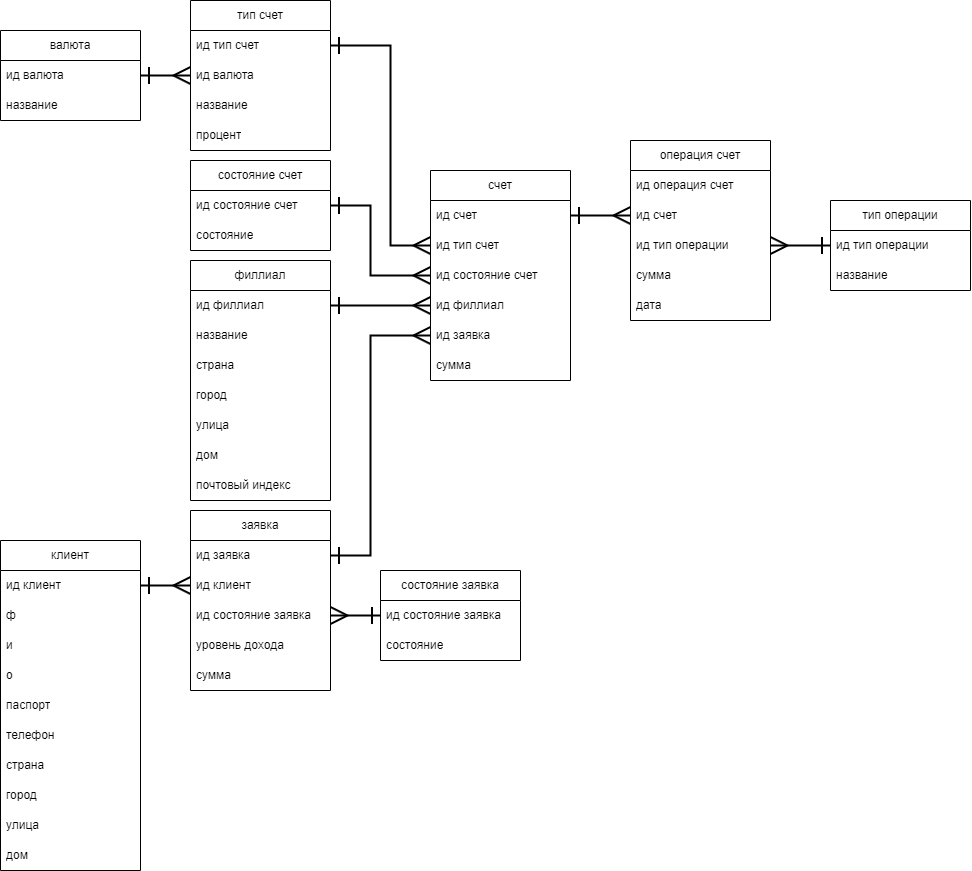 валюта
ид валюта
название
тип счет
ид тип счет
ид валюта
название
процент
состояние счет
ид состояние счет
состояние
филлиал
ид филлиал
название
страна
город
улица
дом
почтовый индекс
счет
ид счет
ид тип счет
ид состояние счет
ид филлиал
ид заявка
сумма
операция счет
ид операция счет
ид счет
ид тип операции
сумма
дата
тип операции
ид тип операции
название
клиент
ид клиент
ф
и
о
паспорт
телефон
страна
город
улица
дом
заявка
ид заявка
ид клиент
ид состояние заявка
уровень дохода
сумма
состояние заявка
ид состояние заявка
состояние